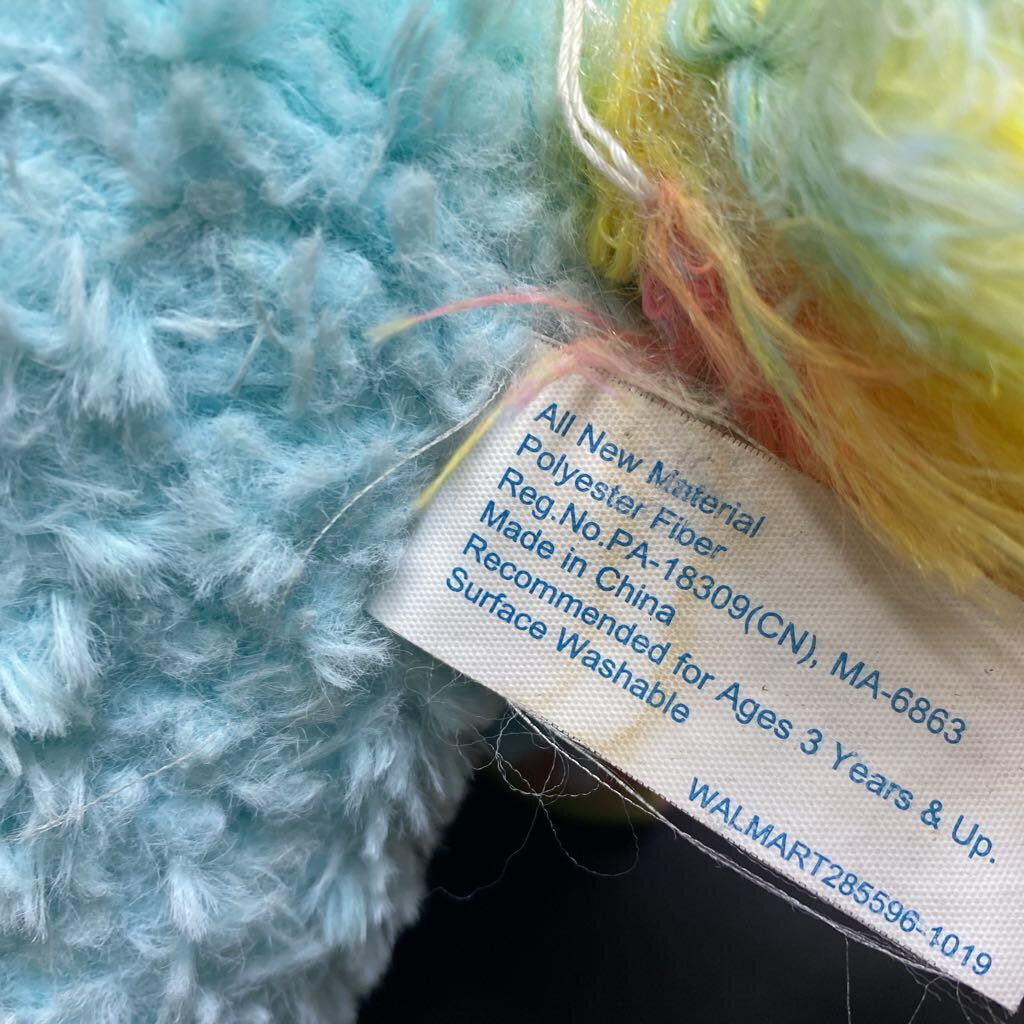 All New Material
Polyester Fiber
Reg.No.PA-18309(CN), MA-6863
Made in China
Recommended for Ages 3 Years & Up.
Surface Washable
WALMART285596-1019